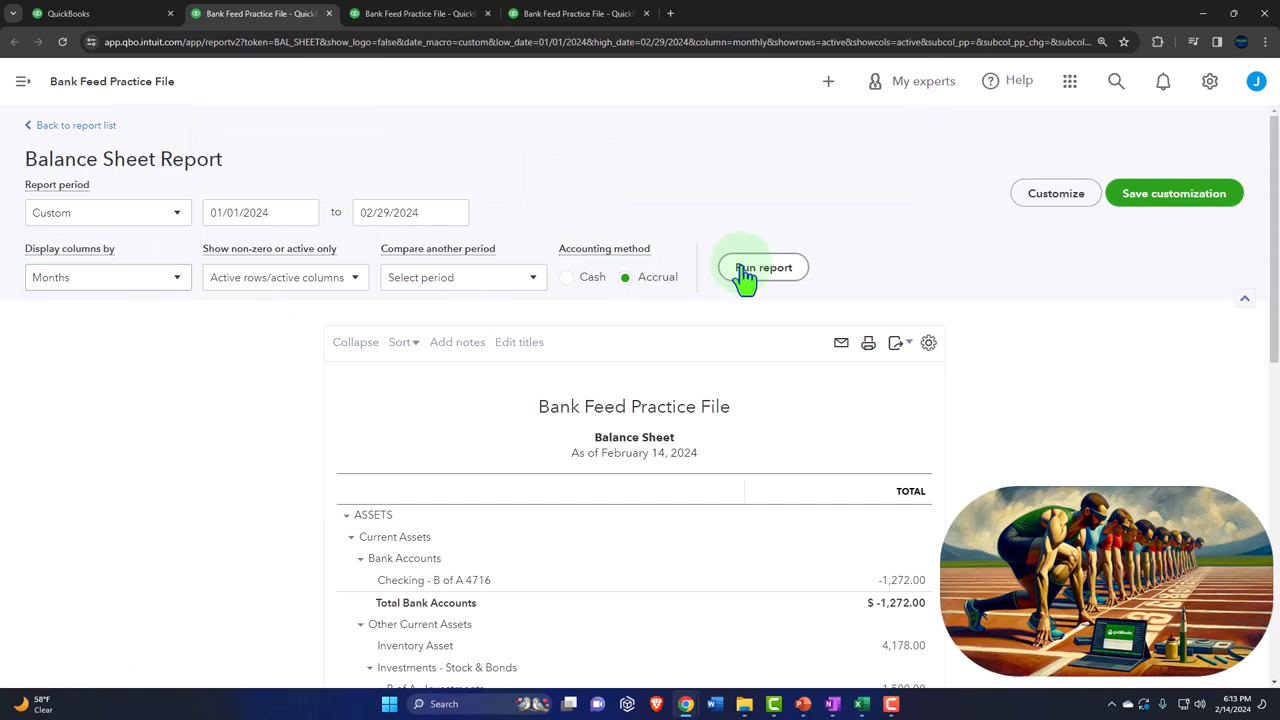 QuickBooks
Bank Feed Practice File - QuickB
Bank Feed Practice File - QuickB
Bank Feed Practice File - QuickB
app.qbo.intuit.com/app/reportv2?token=BAL_SHEET&show_logo=false&date_macro=custom&low_date=01/01/2024&high_date=02/29/2024&column=monthly&showrows=active&showcols=active&subcol_pp=&subcol_pp_chg=&subc...
Bank Feed Practice File
My experts
Help
J
Back to report list
Balance Sheet Report
Report period
Custom 01/01/2024 to 02/29/2024
Customize
Save customization
Display columns by Show non-zero or active only Compare another period Accounting method
Months Active rows/active columns Select period Cash Accrual
Run report
Collapse Sort Add notes Edit titles
Bank Feed Practice File
Balance Sheet
As of February 14, 2024
TOTAL
ASSETS
Current Assets
Bank Accounts
Checking - B of A 4716 -1,272.00
Total Bank Accounts $ -1,272.00
Other Current Assets
Inventory Asset 4,178.00
Investments - Stock & Bonds
B of A - Investments 1,500.00
quickbooks
58°F
Clear
Search
6:13 PM
2/14/2024